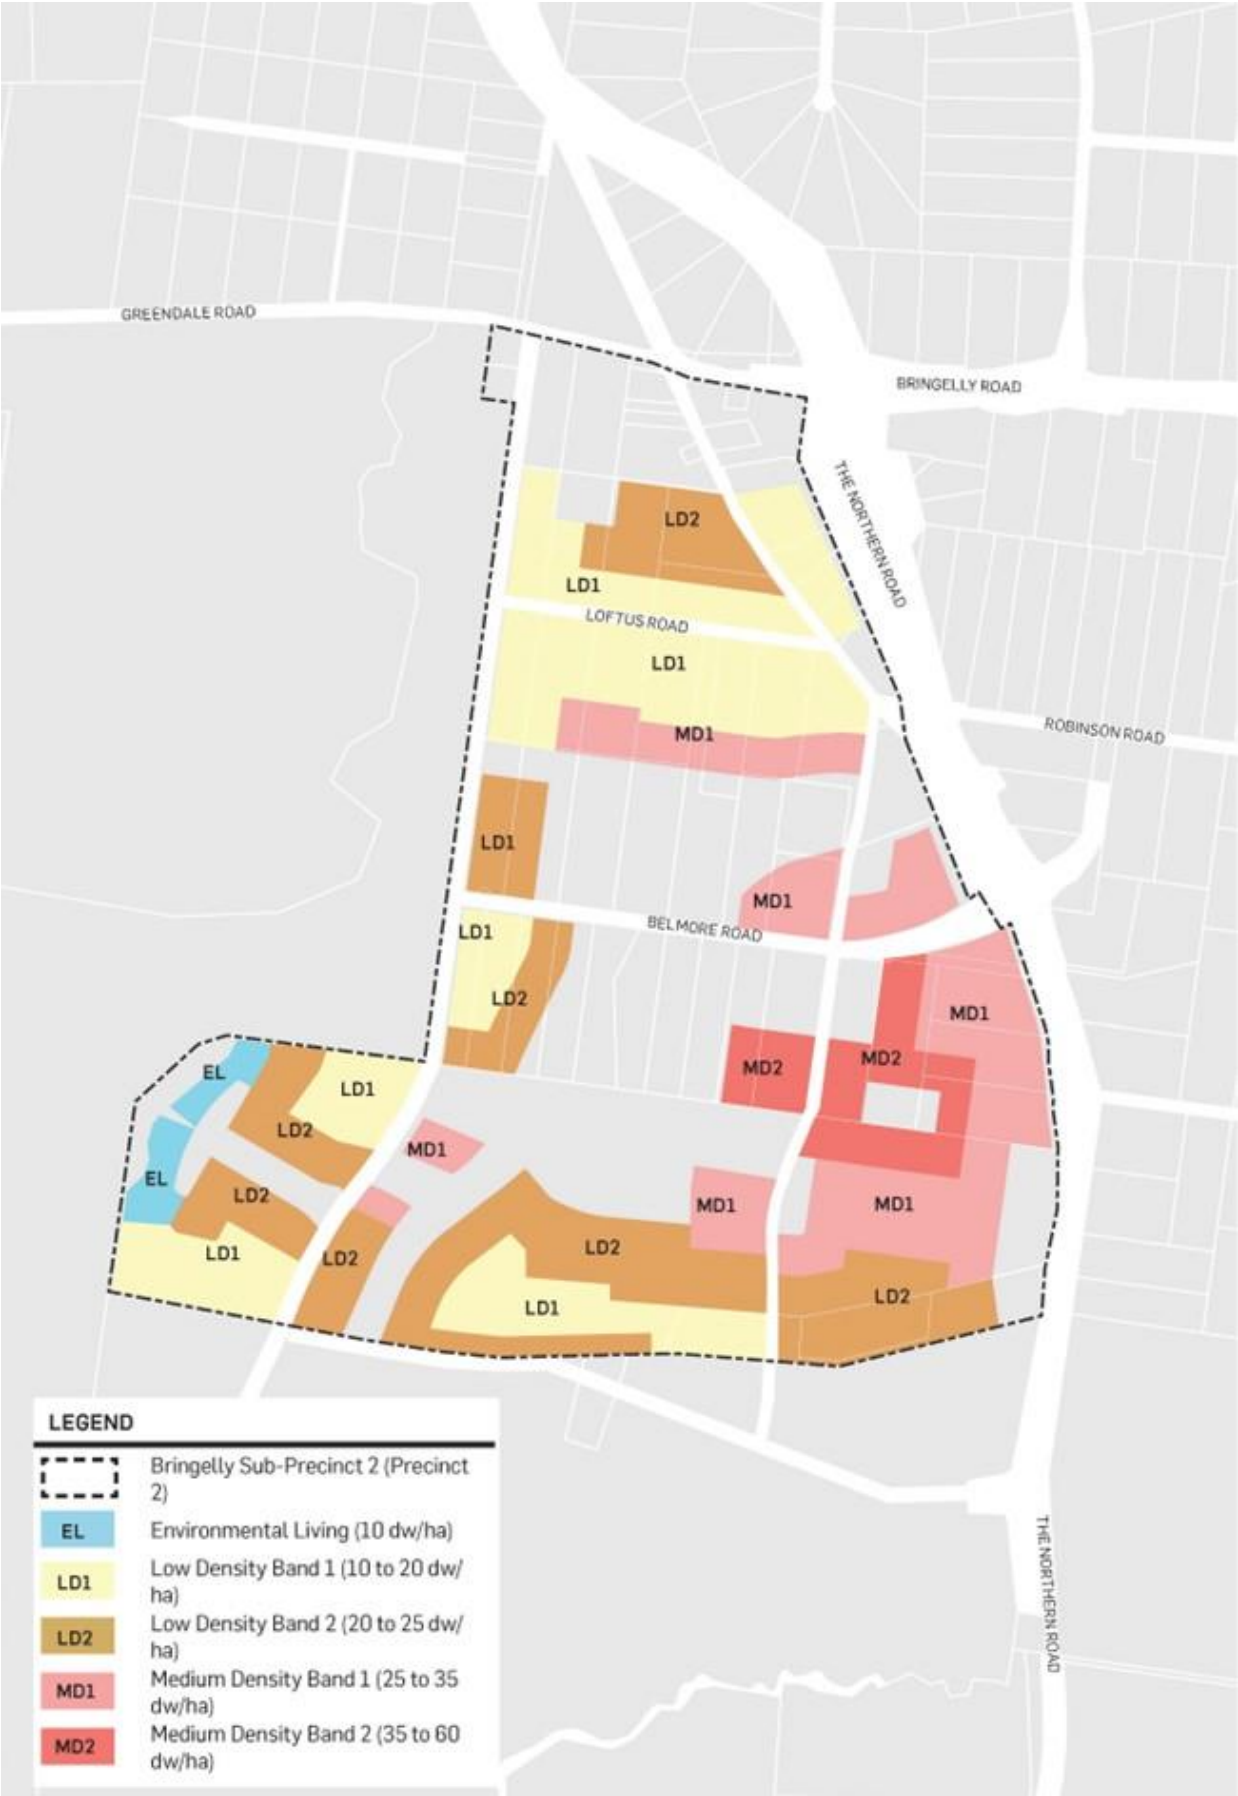 GREENDALE ROAD
BRINGELLY ROAD
THE NORTHERN ROAD
LD2
LD1
LOFTUS ROAD
LD1
ROBINSON ROAD
MD1
LD1
MD1
BELMORE ROAD
LD1
LD2
MD1
MD2
MD2
EL
LD1
LD2
MD1
EL
LD2
MD1
MD1
LD1
LD2
LD2
LD1
LD2
LEGEND
Bringelly Sub-Precinct 2 (Precinct
2)
EL Environmental Living (10 dw/ha)
LD1 Low Density Band 1 (10 to 20 dw/
ha)
LD2 Low Density Band 2 (20 to 25 dw/
ha)
MD1 Medium Density Band 1 (25 to 35
dw/ha)
MD2 Medium Density Band 2 (35 to 60
dw/ha)
THE NORTHERN ROAD